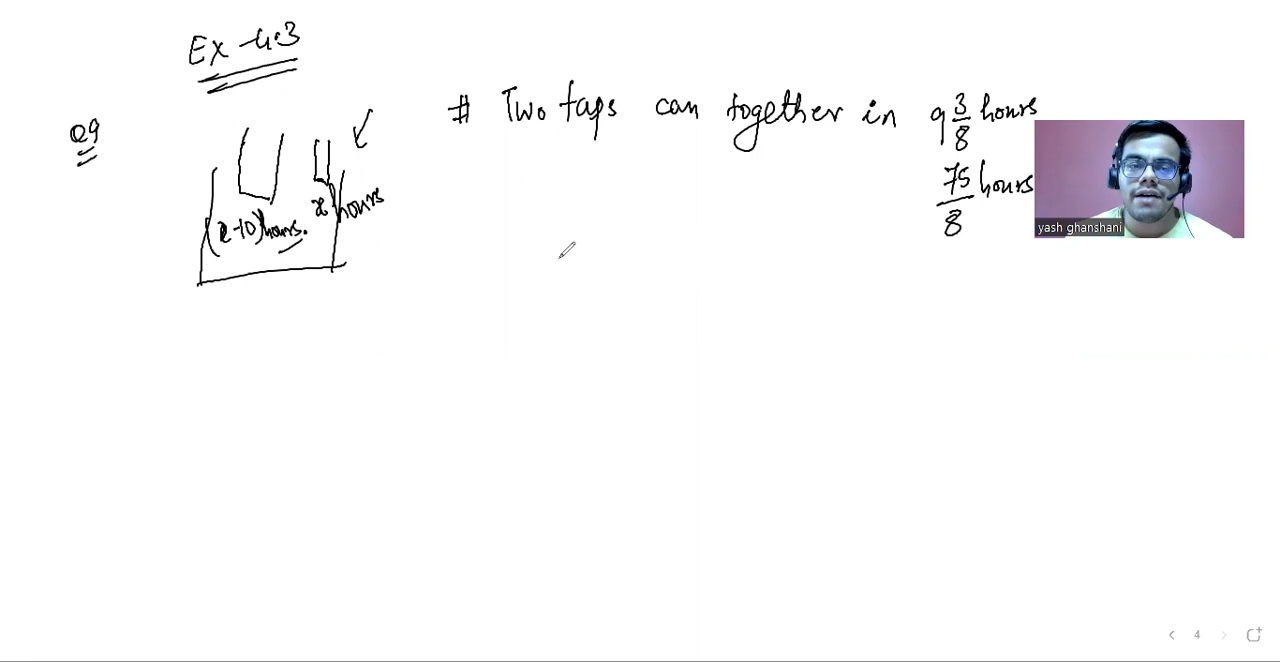 Ex-4.3
Q9
# Two taps can together in 9 3/8 hours
75/8 hours
(x-10) hours.
x hours
yash ghanshani
4